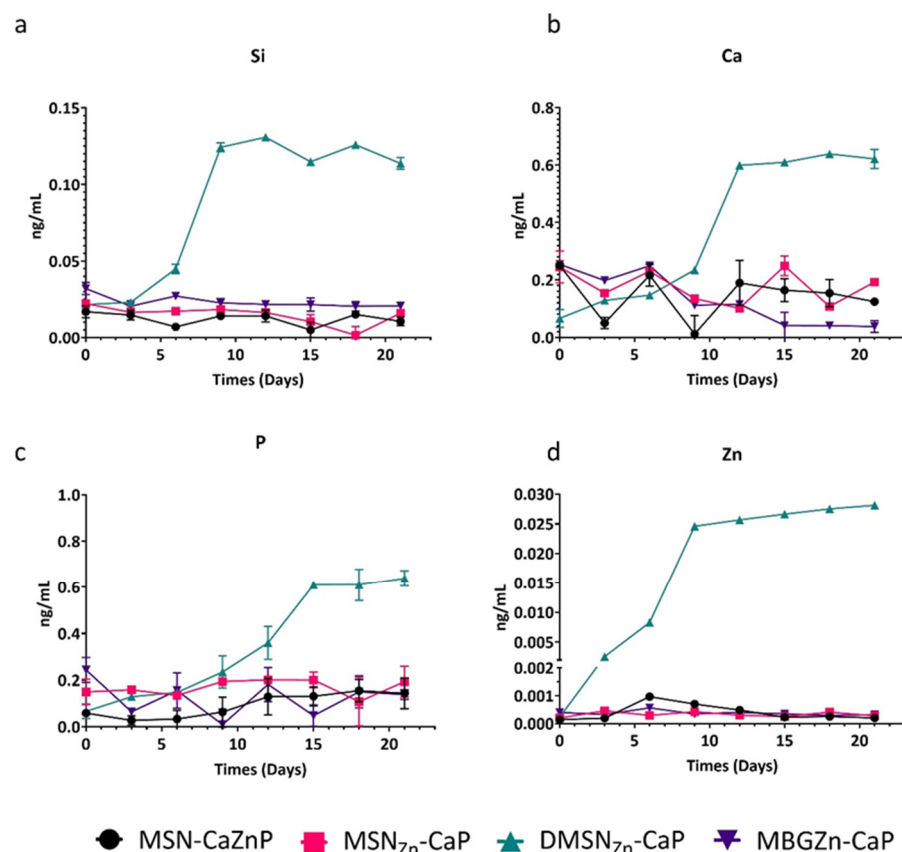 a
b
Si
Ca
0.15
0.10
0.05
0.00
ng/mL
0 5 10 15 20
Times (Days)
0.8
0.6
0.4
0.2
0.0
ng/mL
0 5 10 15 20
Times (Days)
c
d
P
Zn
1.0
0.8
0.6
0.4
0.2
0.0
ng/mL
0 5 10 15 20
Times (Days)
0.030
0.025
0.020
0.015
0.010
0.005
0.002
0.001
0.000
ng/mL
0 5 10 15 20
Times (Days)
MSN-CaZnP MSNZn-CaP DMSNZn-CaP MBGZn-CaP